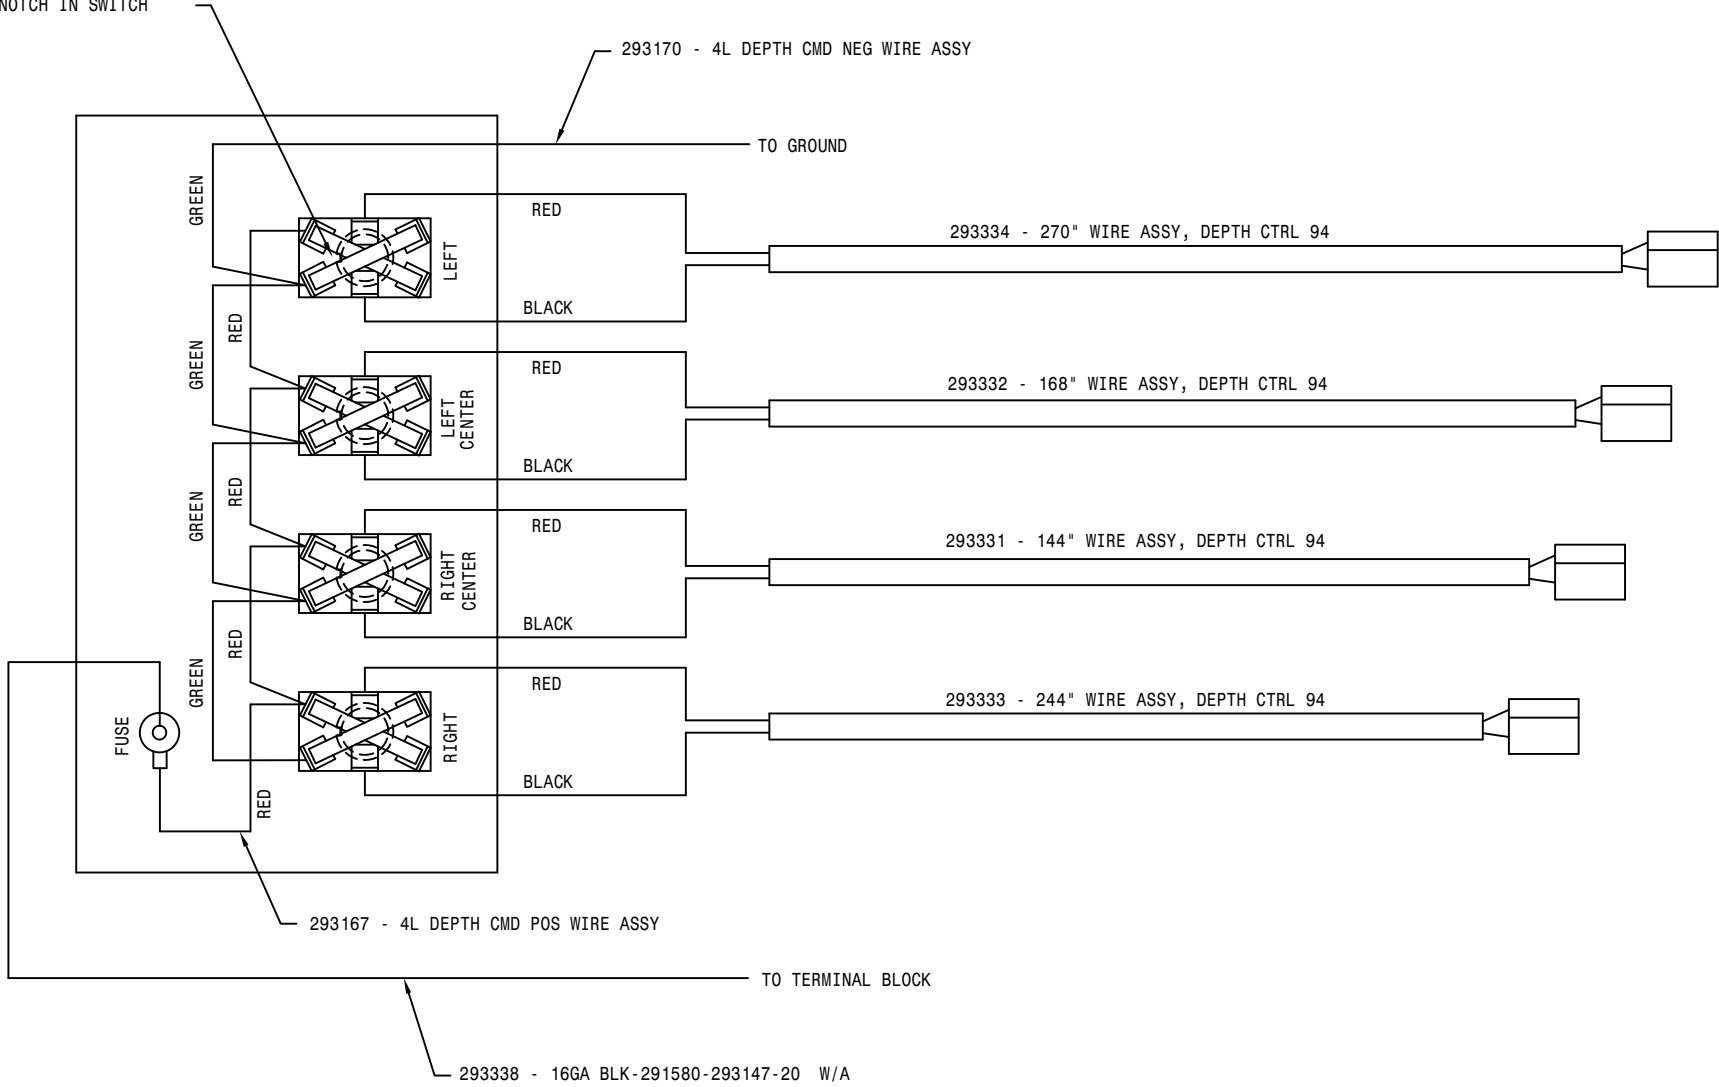 NOTCH IN SWITCH
293170 - 4L DEPTH CMD NEG WIRE ASSY
TO GROUND
GREEN
RED
LEFT
293334 - 270" WIRE ASSY, DEPTH CTRL 94
BLACK
RED
GREEN
RED
LEFT
CENTER
293332 - 168" WIRE ASSY, DEPTH CTRL 94
BLACK
RED
GREEN
RED
RIGHT
CENTER
293331 - 144" WIRE ASSY, DEPTH CTRL 94
BLACK
RED
GREEN
RED
RIGHT
293333 - 244" WIRE ASSY, DEPTH CTRL 94
FUSE
BLACK
RED
293167 - 4L DEPTH CMD POS WIRE ASSY
TO TERMINAL BLOCK
293338 - 16GA BLK-291580-293147-20 W/A